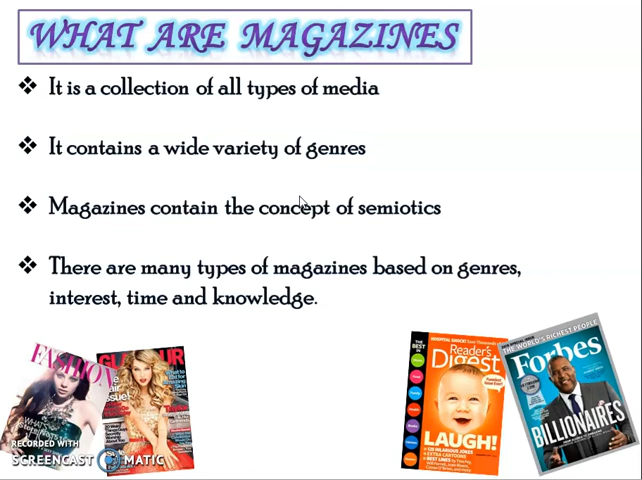 WHAT ARE MAGAZINES
It is a collection of all types of media
It contains a wide variety of genres
Magazines contain the concept of semiotics
There are many types of magazines based on genres,
interest, time and knowledge.
FASHION
GLAMOUR
RECORDED WITH
SCREENCAST MATIC
THE BEST
Reader's
Digest
LAUGH!
THE WORLD'S RICHEST PEOPLE
Forbes
BILLIONAIRES